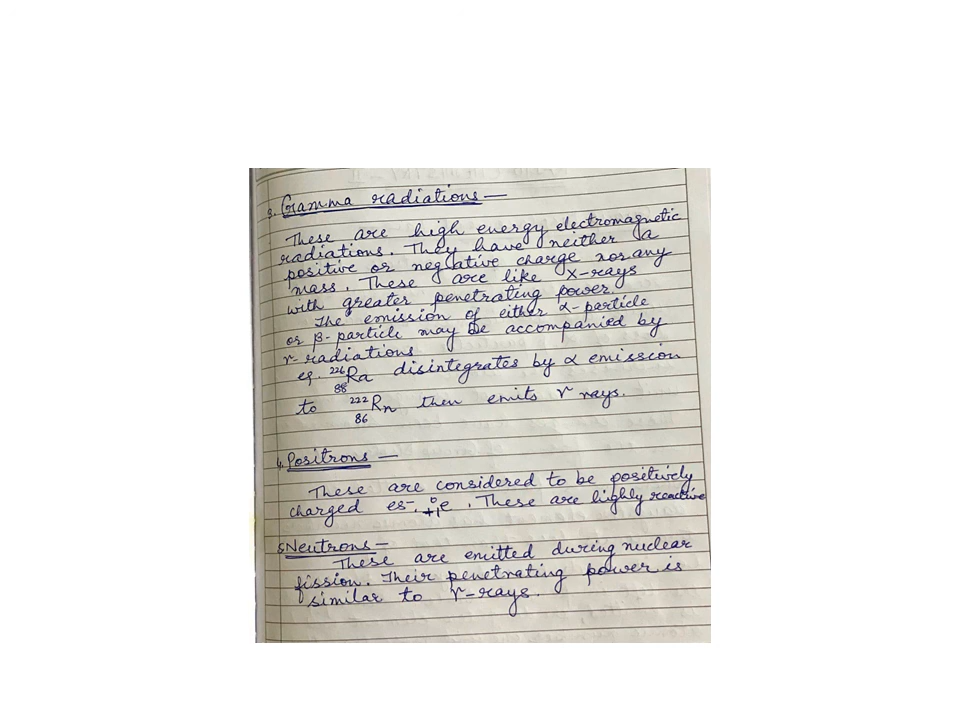 3. Gramma radiations —
These are high energy electromagnetic
radiations. They have neither a
positive or negative charge nor any
mass. These are like X-rays
with greater penetrating power.
The emission of either α-particle
or β-particle may be accompanied by
r-radiations
eg. ²²⁶₈₈Ra disintegrates by α emission
to ²²²₈₆Rn then emits r rays.
4. Positrons —
These are considered to be positively
charged es-. ⁰₊₁e . These are highly reactive
5 Neutrons —
These are emitted during nuclear
fission. Their penetrating power is
similar to r-rays.